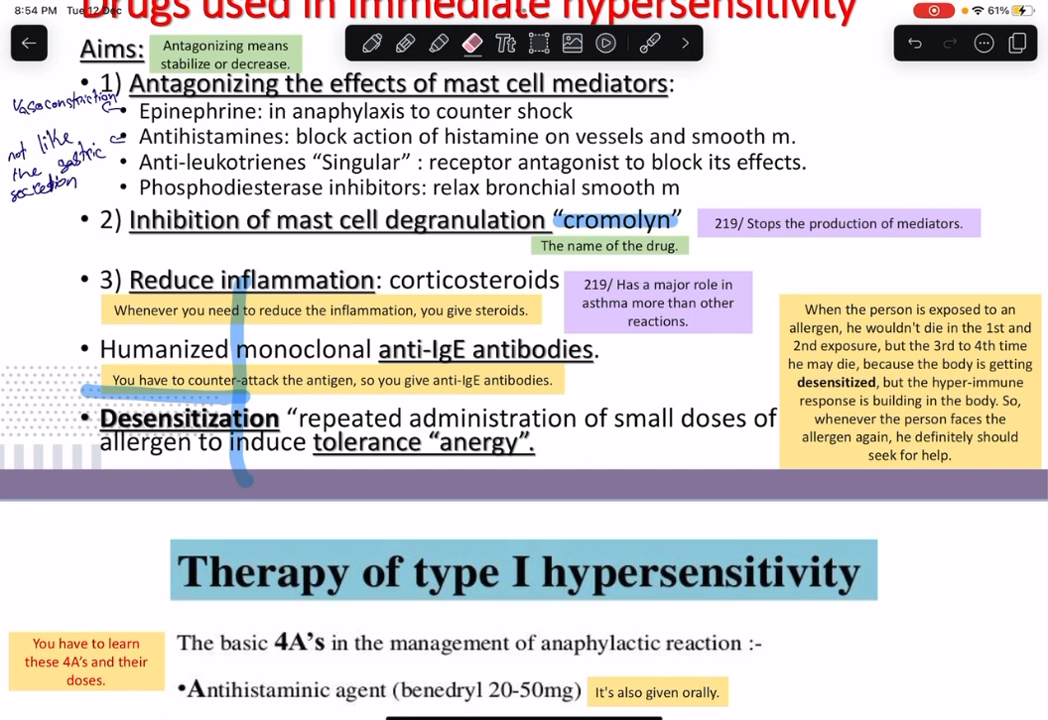 8:54 PM Tue 12 Dec
61%
Drugs used in immediate hypersensitivity
Aims:
Antagonizing means
stabilize or decrease.
Tt
• 1) Antagonizing the effects of mast cell mediators:
Vasoconstriction
• Epinephrine: in anaphylaxis to counter shock
not like
the gastric
secretion
• Antihistamines: block action of histamine on vessels and smooth m.
• Anti-leukotrienes “Singular” : receptor antagonist to block its effects.
• Phosphodiesterase inhibitors: relax bronchial smooth m
• 2) Inhibition of mast cell degranulation “cromolyn”
219/ Stops the production of mediators.
The name of the drug.
• 3) Reduce inflammation: corticosteroids
219/ Has a major role in
asthma more than other
reactions.
Whenever you need to reduce the inflammation, you give steroids.
• Humanized monoclonal anti-IgE antibodies.
You have to counter-attack the antigen, so you give anti-IgE antibodies.
• Desensitization “repeated administration of small doses of
allergen to induce tolerance “anergy”.
When the person is exposed to an
allergen, he wouldn't die in the 1st and
2nd exposure, but the 3rd to 4th time
he may die, because the body is getting
desensitized, but the hyper-immune
response is building in the body. So,
whenever the person faces the
allergen again, he definitely should
seek for help.
Therapy of type I hypersensitivity
You have to learn
these 4A’s and their
doses.
The basic 4A’s in the management of anaphylactic reaction :-
•Antihistaminic agent (benedryl 20-50mg)
It's also given orally.